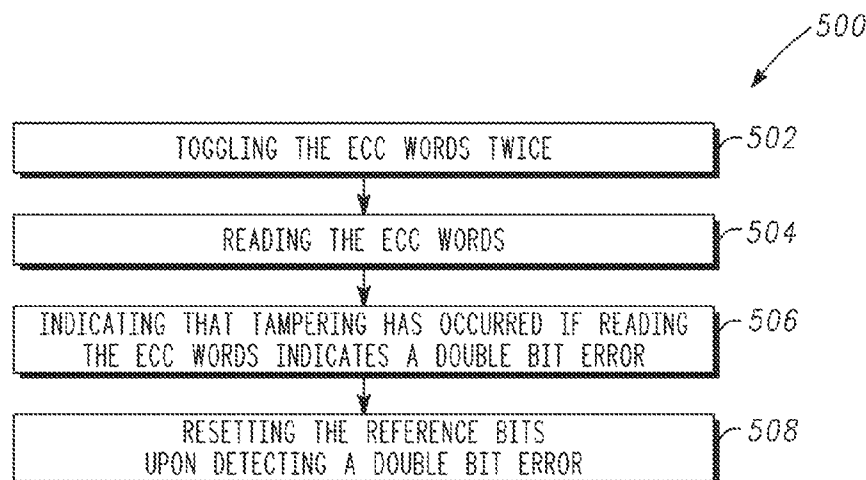 500
TOGGLING THE ECC WORDS TWICE
502
READING THE ECC WORDS
504
INDICATING THAT TAMPERING HAS OCCURRED IF READING
THE ECC WORDS INDICATES A DOUBLE BIT ERROR
506
RESETTING THE REFERENCE BITS
UPON DETECTING A DOUBLE BIT ERROR
508